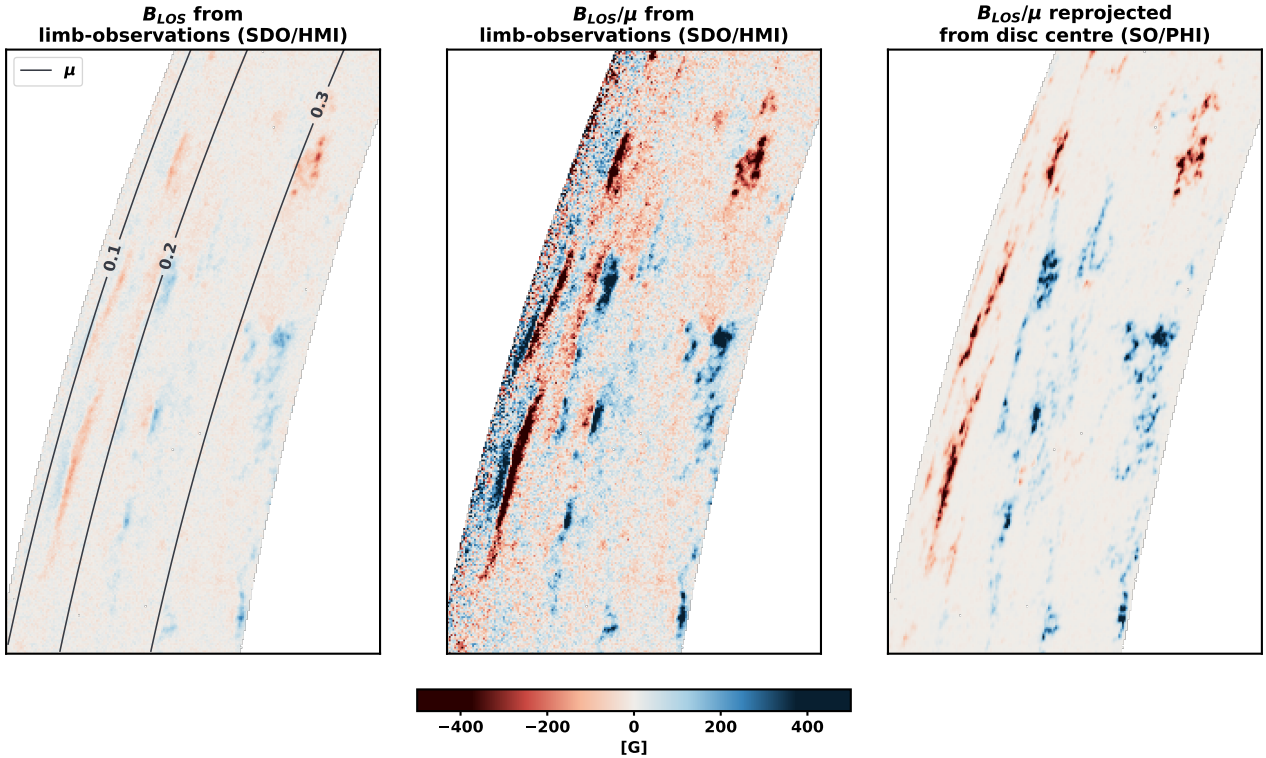 B_LOS from
limb-observations (SDO/HMI)
B_LOS/μ from
limb-observations (SDO/HMI)
B_LOS/μ reprojected
from disc centre (SO/PHI)
μ
0.3
0.1
0.2
−400 −200 0 200 400
[G]